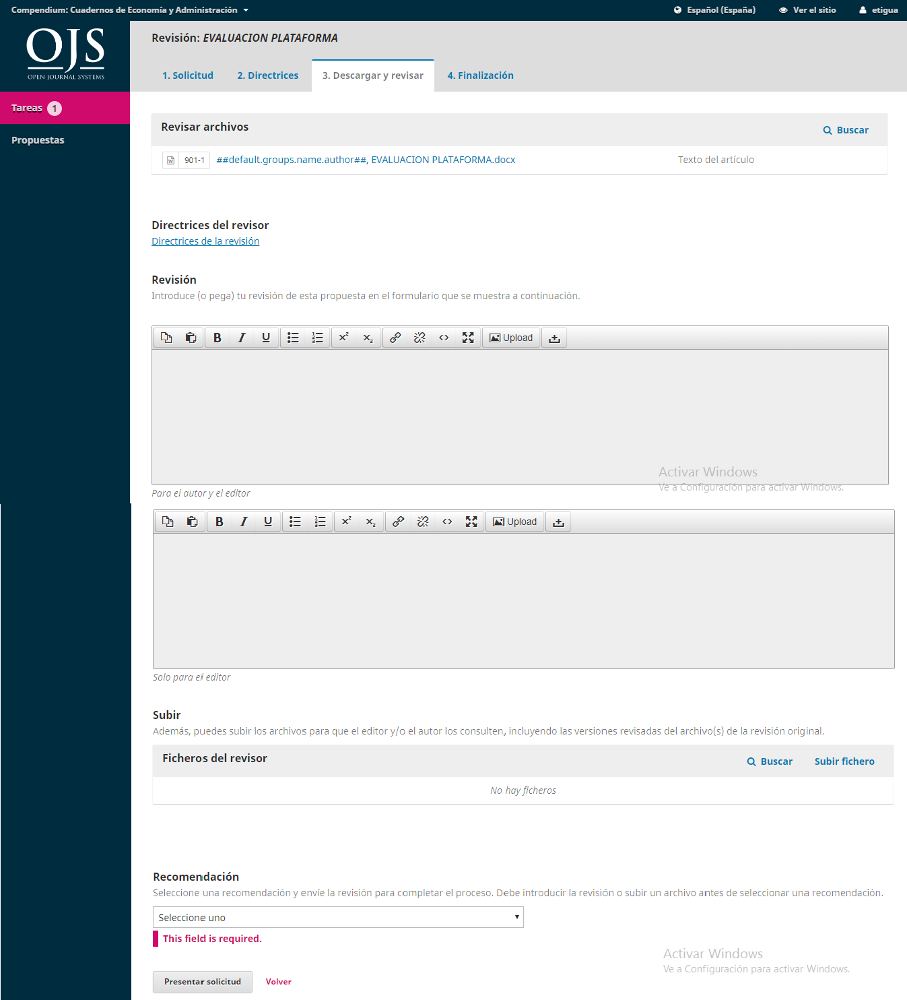 Compendium: Cuadernos de Economía y Administración
Español (España) Ver el sitio etigua
OJS
OPEN JOURNAL SYSTEMS
Revisión: EVALUACION PLATAFORMA
1. Solicitud 2. Directrices 3. Descargar y revisar 4. Finalización
Tareas 1
Propuestas
Revisar archivos
Buscar
901-1 ##default.groups.name.author##, EVALUACION PLATAFORMA.docx Texto del artículo
Directrices del revisor
Directrices de la revisión
Revisión
Introduce (o pega) tu revisión de esta propuesta en el formulario que se muestra a continuación.
B I U x² x₂ Upload
Activar Windows
Ve a Configuración para activar Windows.
Para el autor y el editor
B I U x² x₂ Upload
Solo para el editor
Subir
Además, puedes subir los archivos para que el editor y/o el autor los consulten, incluyendo las versiones revisadas del archivo(s) de la revisión original.
Ficheros del revisor
Buscar Subir fichero
No hay ficheros
Recomendación
Seleccione una recomendación y envíe la revisión para completar el proceso. Debe introducir la revisión o subir un archivo antes de seleccionar una recomendación.
Seleccione uno
This field is required.
Activar Windows
Ve a Configuración para activar Windows.
Presentar solicitud Volver